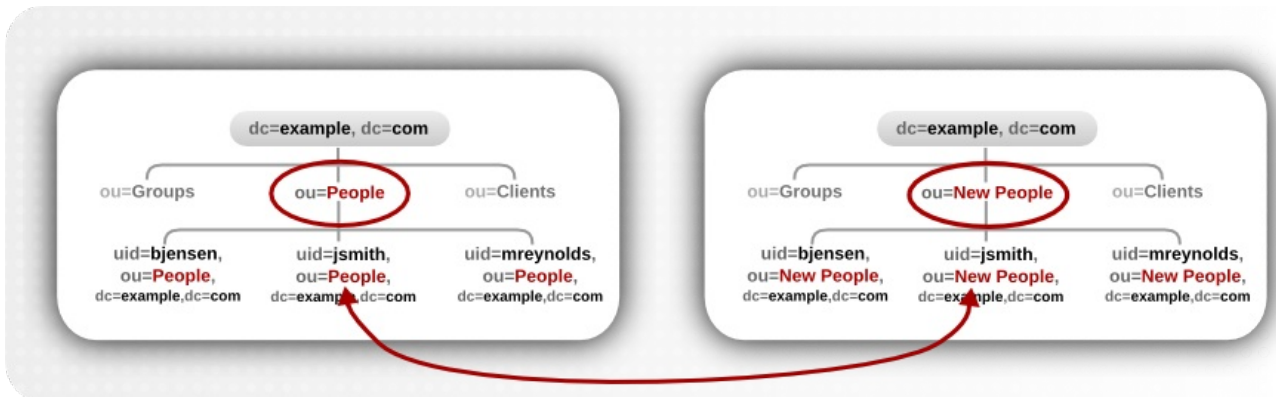 dc=example, dc=com
ou=Groups
ou=People
ou=Clients
uid=bjensen,
ou=People,
dc=example,dc=com
uid=jsmith,
ou=People,
dc=example,dc=com
uid=mreynolds,
ou=People,
dc=example,dc=com
dc=example, dc=com
ou=Groups
ou=New People
ou=Clients
uid=bjensen,
ou=New People,
dc=example,dc=com
uid=jsmith,
ou=New People,
dc=example,dc=com
uid=mreynolds,
ou=New People,
dc=example,dc=com